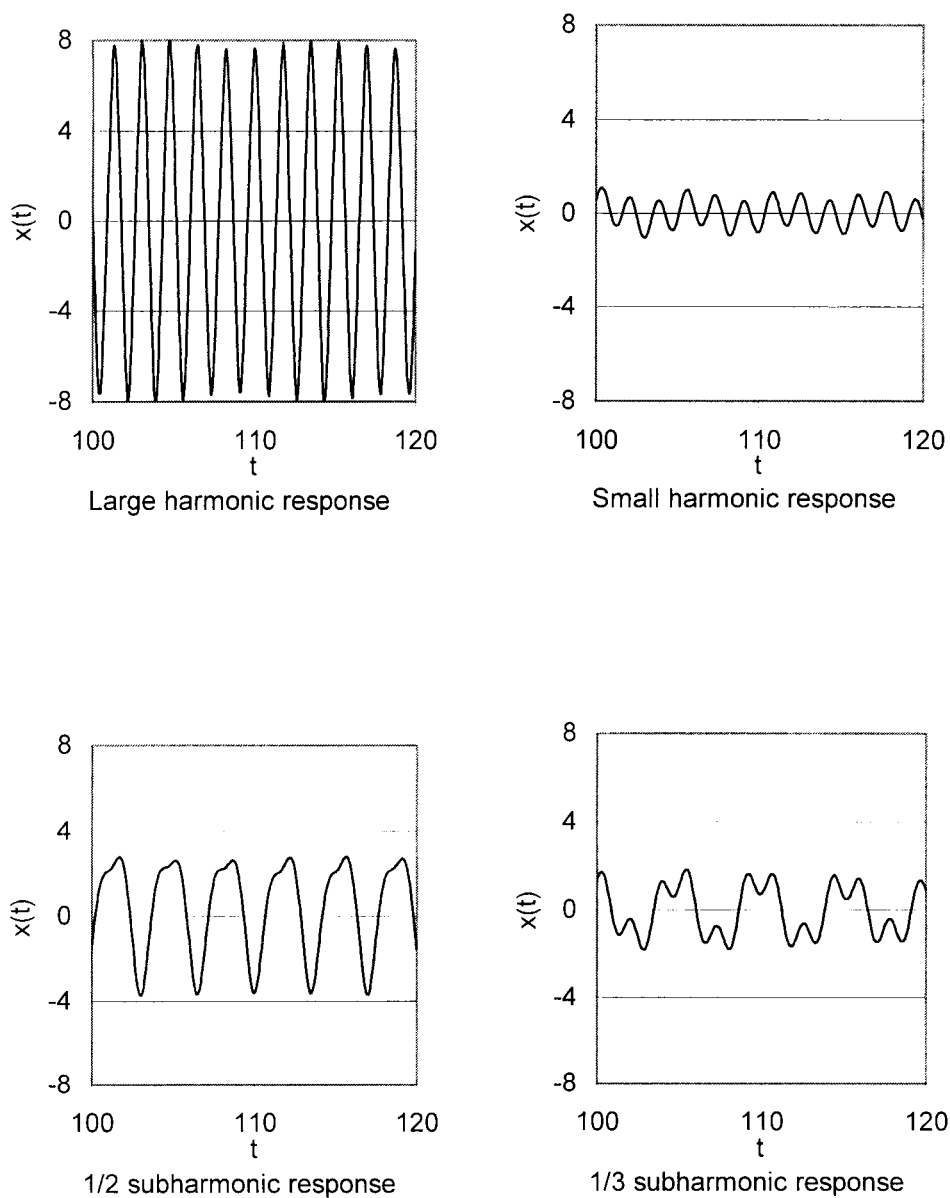 8
4
0
-4
-8
x(t)
100 110 120
t
Large harmonic response
8
4
0
-4
-8
x(t)
100 110 120
t
Small harmonic response
8
4
0
-4
-8
x(t)
100 110 120
t
1/2 subharmonic response
8
4
0
-4
-8
x(t)
100 110 120
t
1/3 subharmonic response